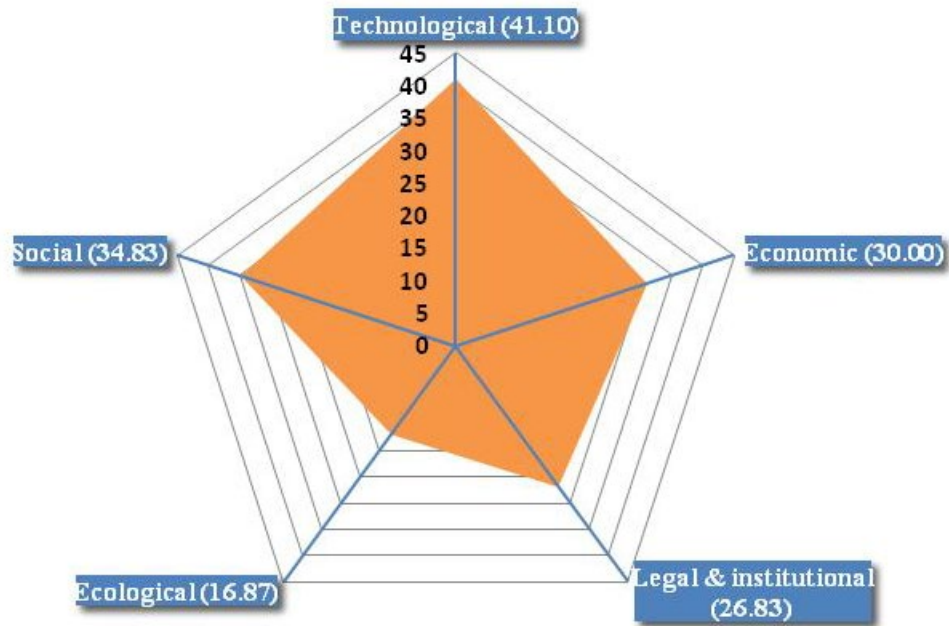 Technological (41.10)
45
40
35
30
25
20
15
10
5
0
Social (34.83)
Economic (30.00)
Ecological (16.87)
Legal & institutional
(26.83)